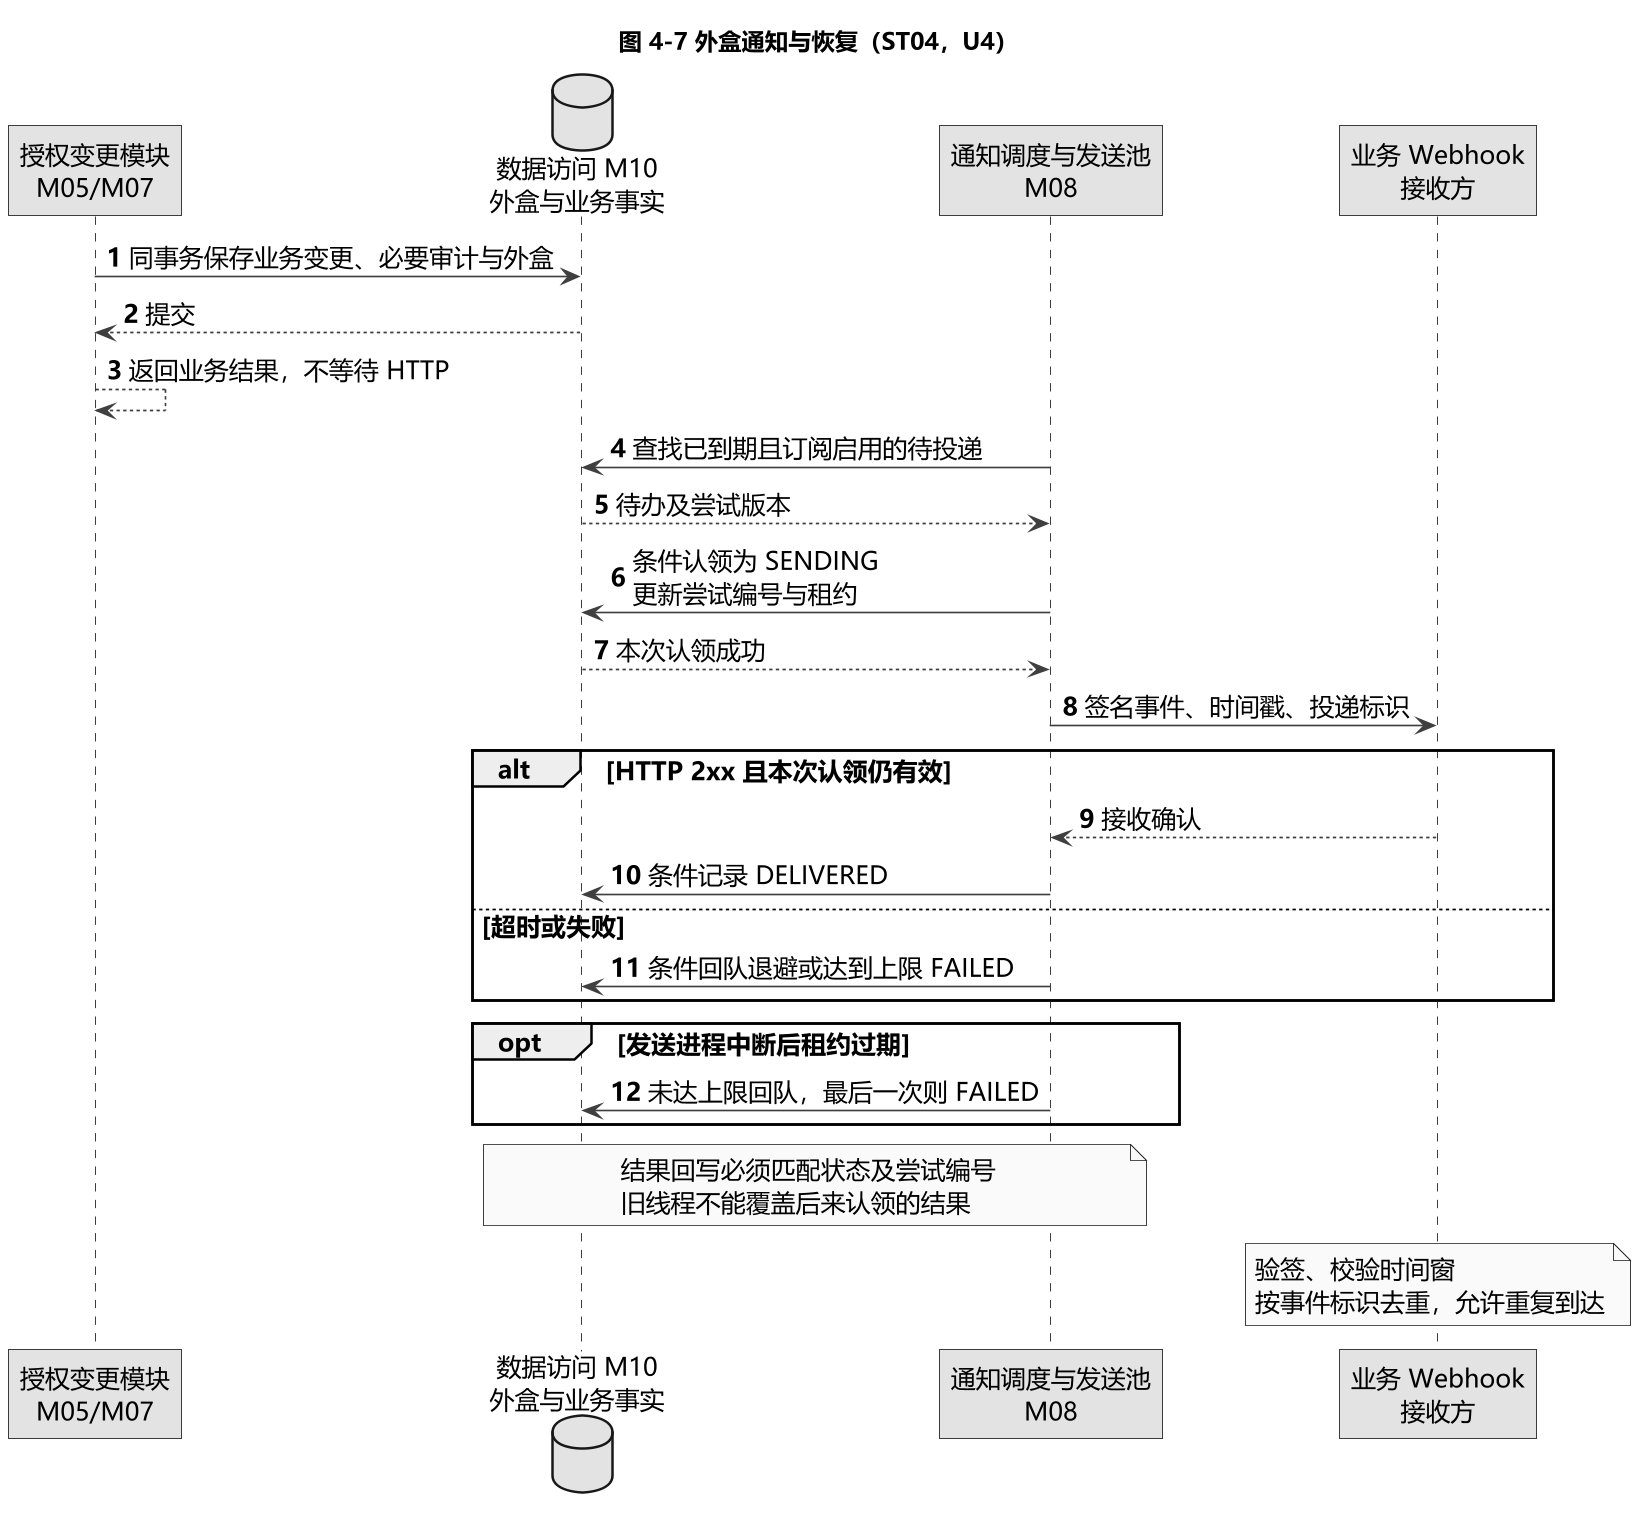 图 4-7 外盒通知与恢复（ST04，U4）
授权变更模块
M05/M07
数据访问 M10
外盒与业务事实
通知调度与发送池
M08
业务 Webhook
接收方
1 同事务保存业务变更、必要审计与外盒
2 提交
3 返回业务结果，不等待 HTTP
4 查找已到期且订阅启用的待投递
5 待办及尝试版本
6 条件认领为 SENDING
更新尝试编号与租约
7 本次认领成功
8 签名事件、时间戳、投递标识
alt [HTTP 2xx 且本次认领仍有效]
9 接收确认
10 条件记录 DELIVERED
[超时或失败]
11 条件回队退避或达到上限 FAILED
opt [发送进程中断后租约过期]
12 未达上限回队，最后一次则 FAILED
结果回写必须匹配状态及尝试编号
旧线程不能覆盖后来认领的结果
验签、校验时间窗
按事件标识去重，允许重复到达
授权变更模块
M05/M07
数据访问 M10
外盒与业务事实
通知调度与发送池
M08
业务 Webhook
接收方